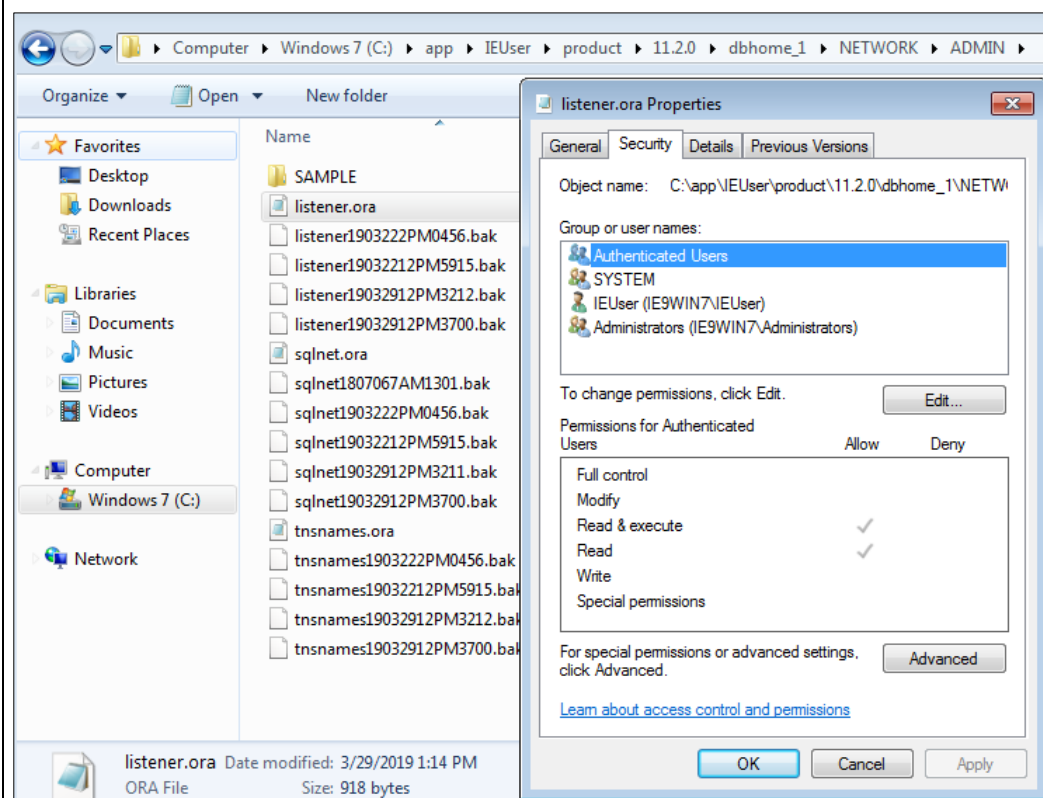 Computer Windows 7 (C:) app IEUser product 11.2.0 dbhome_1 NETWORK ADMIN
Organize Open New folder
Favorites
Desktop
Downloads
Recent Places
Libraries
Documents
Music
Pictures
Videos
Computer
Windows 7 (C:)
Network
Name
SAMPLE
listener.ora
listener1903222PM0456.bak
listener19032212PM5915.bak
listener19032912PM3212.bak
listener19032912PM3700.bak
sqlnet.ora
sqlnet1807067AM1301.bak
sqlnet1903222PM0456.bak
sqlnet19032212PM5915.bak
sqlnet19032912PM3211.bak
sqlnet19032912PM3700.bak
tnsnames.ora
tnsnames1903222PM0456.bak
tnsnames19032212PM5915.bak
tnsnames19032912PM3212.bak
tnsnames19032912PM3700.bak
listener.ora Date modified: 3/29/2019 1:14 PM
ORA File Size: 918 bytes
listener.ora Properties
General Security Details Previous Versions
Object name: C:\app\IEUser\product\11.2.0\dbhome_1\NETW
Group or user names:
Authenticated Users
SYSTEM
IEUser (IE9WIN7\IEUser)
Administrators (IE9WIN7\Administrators)
To change permissions, click Edit.
Edit...
Permissions for Authenticated
Users Allow Deny
Full control
Modify
Read & execute
Read
Write
Special permissions
For special permissions or advanced settings,
click Advanced.
Advanced
Learn about access control and permissions
OK Cancel Apply